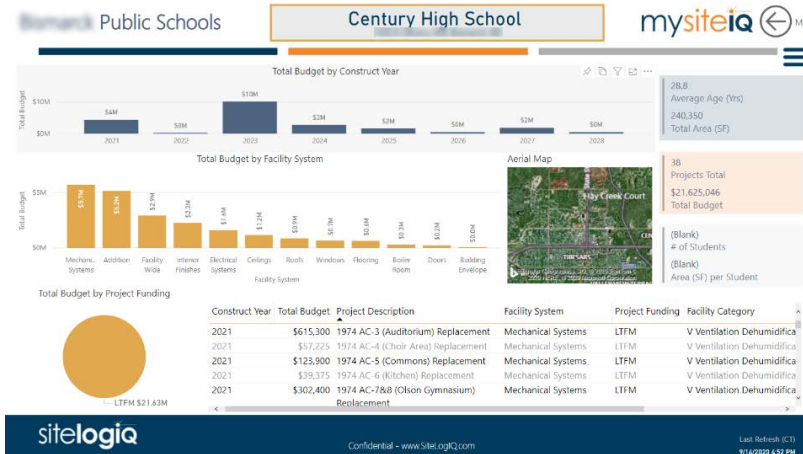 Public Schools
Century High School
mysiteiq
Total Budget by Construct Year
Total Budget
$10M
$0M
$4M
$0M
$10M
$3M
$2M
$0M
$2M
$0M
2021 2022 2023 2024 2025 2026 2027 2028
28.8
Average Age (Yrs)
240,350
Total Area (SF)
Total Budget by Facility System
Total Budget
$5M
$0M
$5.7M
$5.2M
$2.9M
$2.3M
$1.6M
$1.2M
$0.9M
$0.7M
$0.6M
$0.3M
$0.2M
$0.0M
Mechani... Addition Facility Interior Electrical Ceilings Roofs Windows Flooring Boiler Doors Building
Systems Wide Finishes Systems Room Envelope
Facility System
Aerial Map
Hay Creek Court
38
Projects Total
$21,625,046
Total Budget
(Blank)
# of Students
(Blank)
Area (SF) per Student
Total Budget by Project Funding
LTFM $21.63M
Construct Year Total Budget Project Description Facility System Project Funding Facility Category
2021 $615,300 1974 AC-3 (Auditorium) Replacement Mechanical Systems LTFM V Ventilation Dehumidifica
2021 $57,225 1974 AC-4 (Choir Area) Replacement Mechanical Systems LTFM V Ventilation Dehumidifica
2021 $123,900 1974 AC-5 (Commons) Replacement Mechanical Systems LTFM V Ventilation Dehumidifica
2021 $39,375 1974 AC-6 (Kitchen) Replacement Mechanical Systems LTFM V Ventilation Dehumidifica
2021 $302,400 1974 AC-7&8 (Olson Gymnasium) Mechanical Systems LTFM V Ventilation Dehumidifica
Replacement
sitelogiq
Confidential - www.SiteLogIQ.com
Last Refresh (CT)
9/14/2020 4:52 PM